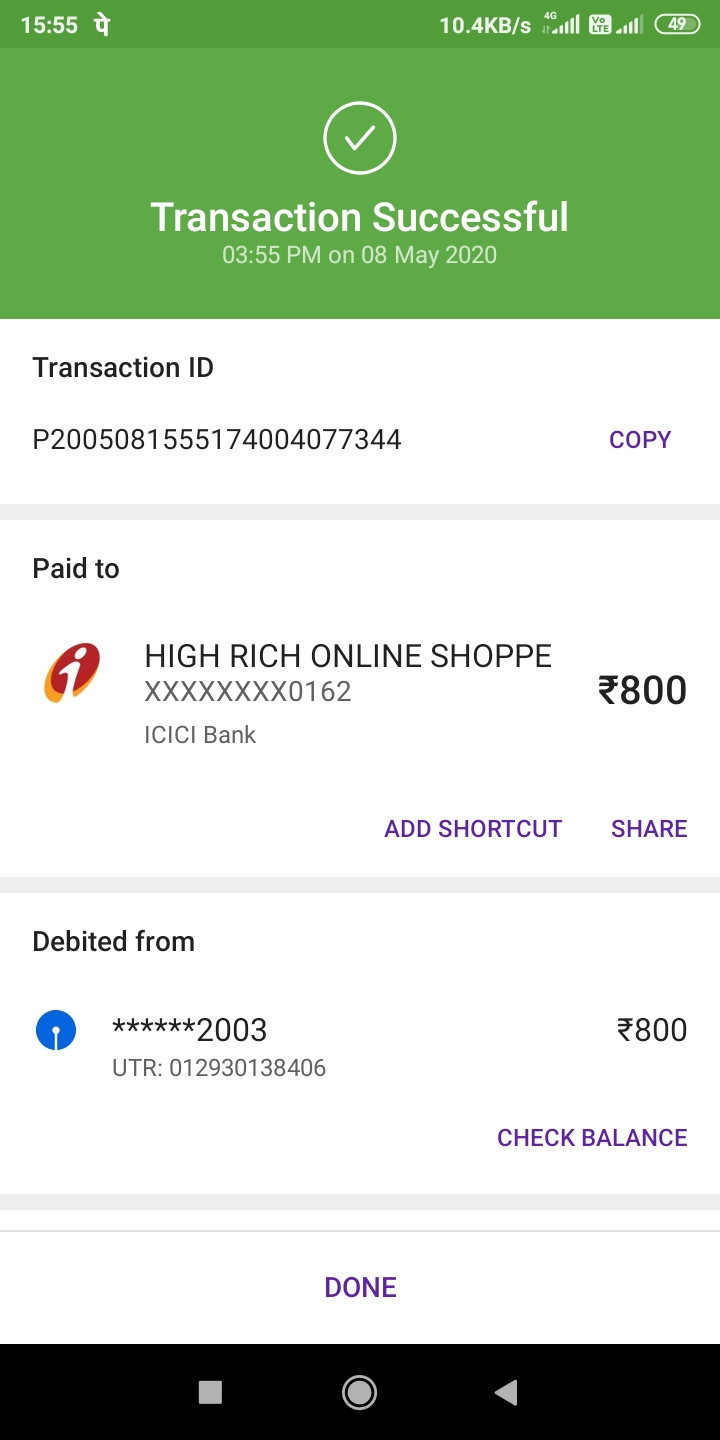 15:55 पे 10.4KB/s 4G Vo LTE 49
Transaction Successful
03:55 PM on 08 May 2020
Transaction ID
P2005081555174004077344 COPY
Paid to
HIGH RICH ONLINE SHOPPE
XXXXXXXX0162 ₹800
ICICI Bank
ADD SHORTCUT SHARE
Debited from
******2003 ₹800
UTR: 012930138406
CHECK BALANCE
DONE